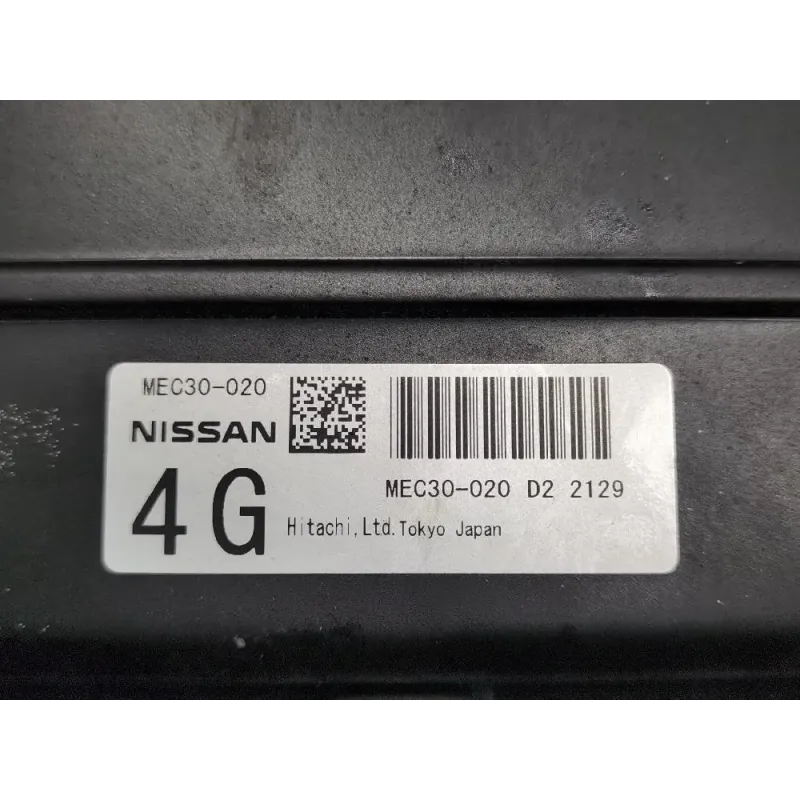 MEC30-020
NISSAN
4G
MEC30-020 D2 2129
Hitachi,Ltd.Tokyo Japan